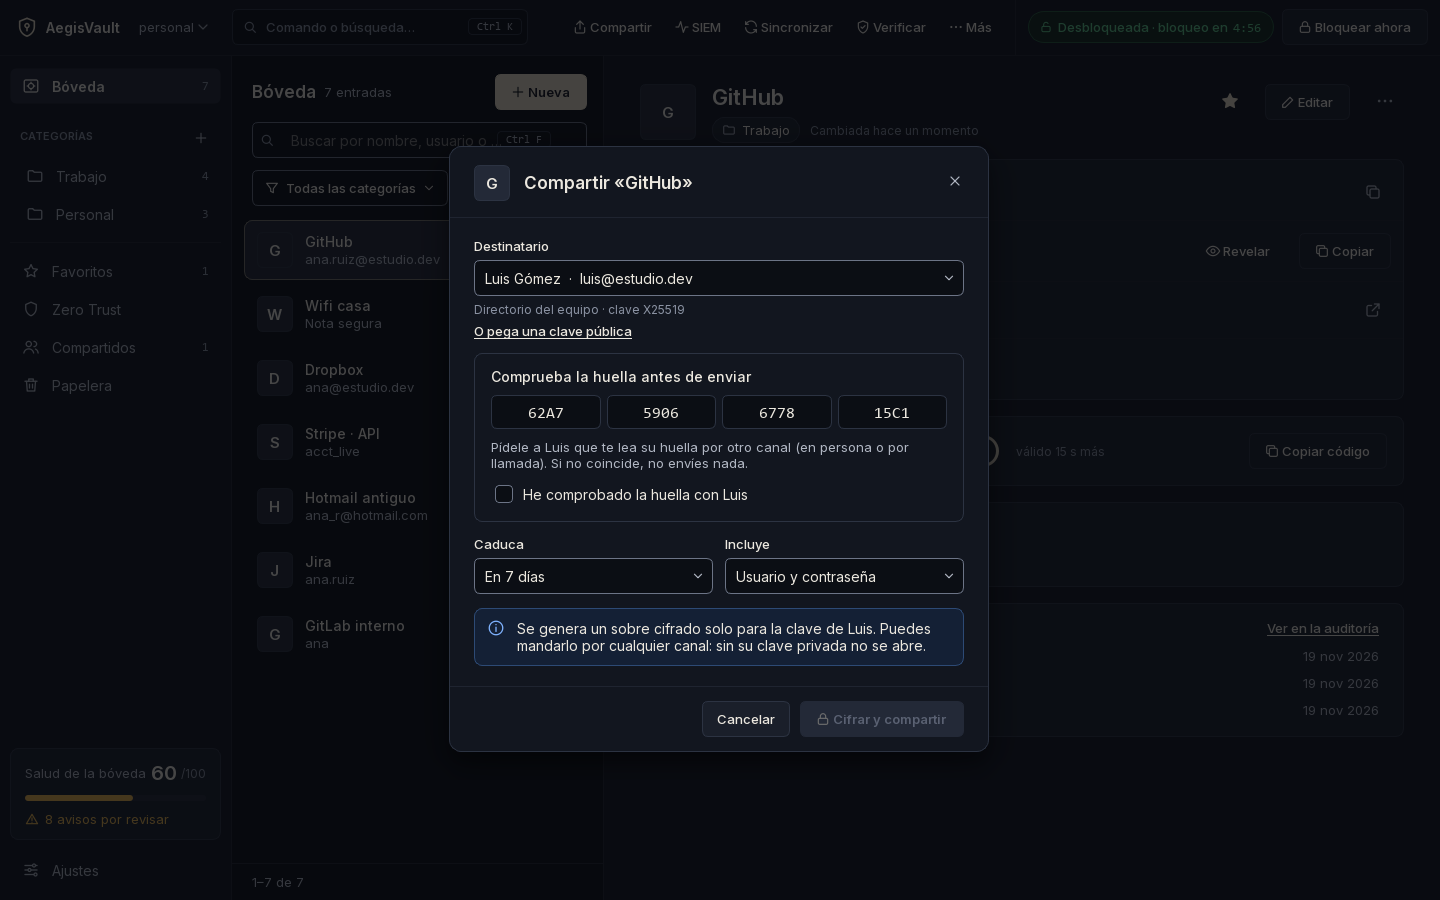 AegisVault
personal
Comando o búsqueda...
Ctrl K
Compartir
SIEM
Sincronizar
Verificar
Más
Desbloqueada · bloqueo en 4:56
Bloquear ahora
Bóveda 7
CATEGORÍAS
Trabajo 4
Personal 3
Favoritos 1
Zero Trust
Compartidos 1
Papelera
Salud de la bóveda 60 /100
8 avisos por revisar
Ajustes
Bóveda 7 entradas
Nueva
Buscar por nombre, usuario o ...
Ctrl F
Todas las categorías
G
GitHub
ana.ruiz@estudio.dev
W
Wifi casa
Nota segura
D
Dropbox
ana@estudio.dev
S
Stripe · API
acct_live
H
Hotmail antiguo
ana_r@hotmail.com
J
Jira
ana.ruiz
G
GitLab interno
ana
1–7 de 7
G
GitHub
Trabajo
Cambiada hace un momento
Editar
Revelar
Copiar
válido 15 s más
Copiar código
Ver en la auditoría
19 nov 2026
19 nov 2026
19 nov 2026
G
Compartir «GitHub»
Destinatario
Luis Gómez · luis@estudio.dev
Directorio del equipo · clave X25519
O pega una clave pública
Comprueba la huella antes de enviar
62A7 5906 6778 15C1
Pídele a Luis que te lea su huella por otro canal (en persona o por
llamada). Si no coincide, no envíes nada.
He comprobado la huella con Luis
Caduca
En 7 días
Incluye
Usuario y contraseña
Se genera un sobre cifrado solo para la clave de Luis. Puedes
mandarlo por cualquier canal: sin su clave privada no se abre.
Cancelar
Cifrar y compartir